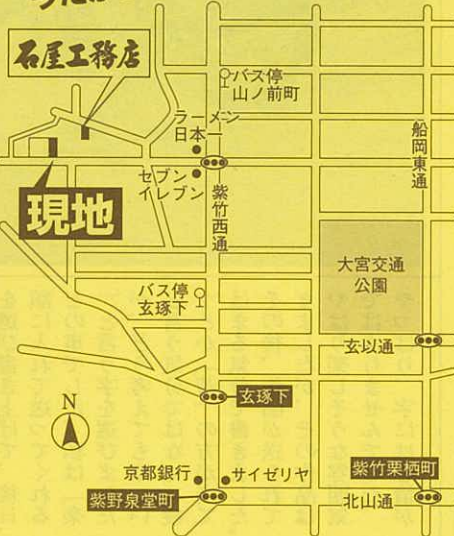 石屋工務店
バス停
山ノ前町
ラーメン
日本一
セブン
イレブン
紫竹西通
船岡東通
現地
大宮交通
公園
バス停
玄琢下
玄以通
N
玄琢下
京都銀行
サイゼリヤ
紫竹栗栖町
紫野泉堂町
北山通